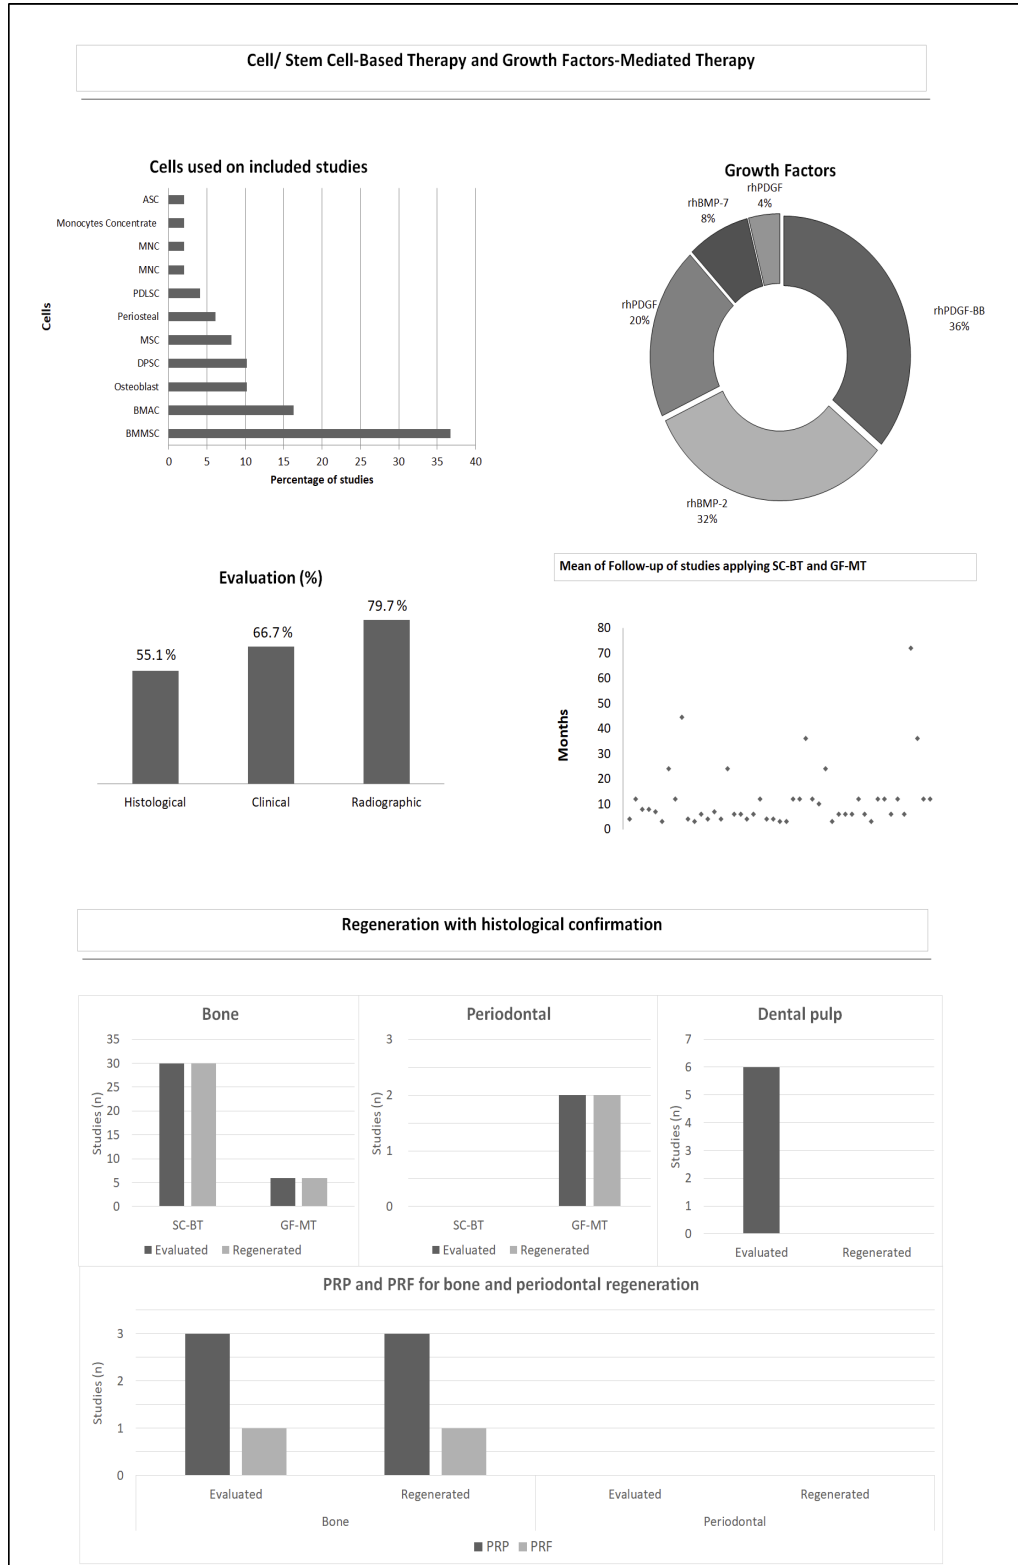 Cell/ Stem Cell-Based Therapy and Growth Factors-Mediated Therapy
Cells used on included studies
Cells
ASC
Monocytes Concentrate
MNC
MNC
PDLSC
Periosteal
MSC
DPSC
Osteoblast
BMAC
BMMSC
0 5 10 15 20 25 30 35 40
Percentage of studies
Growth Factors
rhPDGF
4%
rhBMP-7
8%
rhPDGF
20%
rhPDGF-BB
36%
rhBMP-2
32%
Evaluation (%)
55.1 %
66.7 %
79.7 %
Histological Clinical Radiographic
Mean of Follow-up of studies applying SC-BT and GF-MT
Months
80
70
60
50
40
30
20
10
0
Regeneration with histological confirmation
Bone
Studies (n)
35
30
25
20
15
10
5
0
SC-BT GF-MT
Evaluated Regenerated
Periodontal
Studies (n)
3
2
1
0
SC-BT GF-MT
Evaluated Regenerated
Dental pulp
Studies (n)
7
6
5
4
3
2
1
0
Evaluated Regenerated
PRP and PRF for bone and periodontal regeneration
Studies (n)
3
2
1
0
Evaluated Regenerated Evaluated Regenerated
Bone Periodontal
PRP PRF